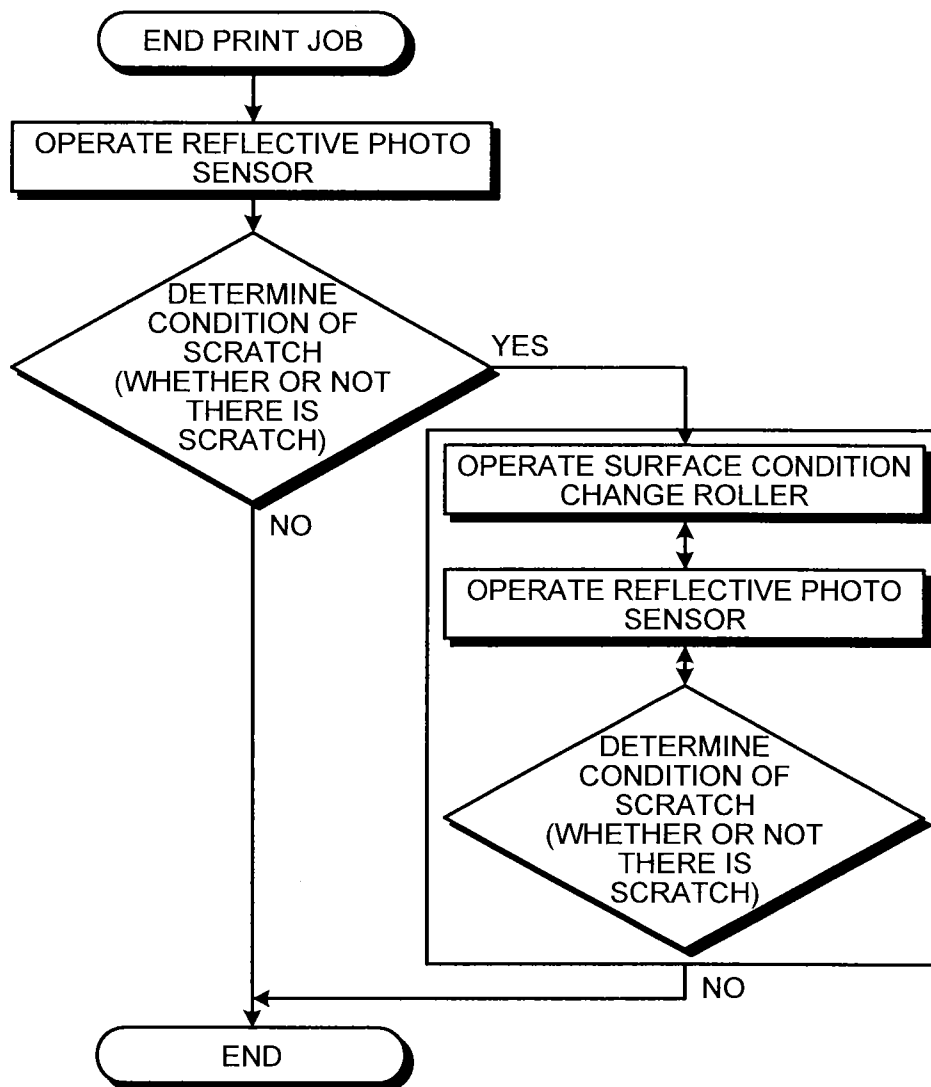 END PRINT JOB
OPERATE REFLECTIVE PHOTO
SENSOR
DETERMINE
CONDITION OF
SCRATCH
(WHETHER OR NOT
THERE IS
SCRATCH)
YES
NO
OPERATE SURFACE CONDITION
CHANGE ROLLER
OPERATE REFLECTIVE PHOTO
SENSOR
DETERMINE
CONDITION OF
SCRATCH
(WHETHER OR NOT
THERE IS
SCRATCH)
NO
END